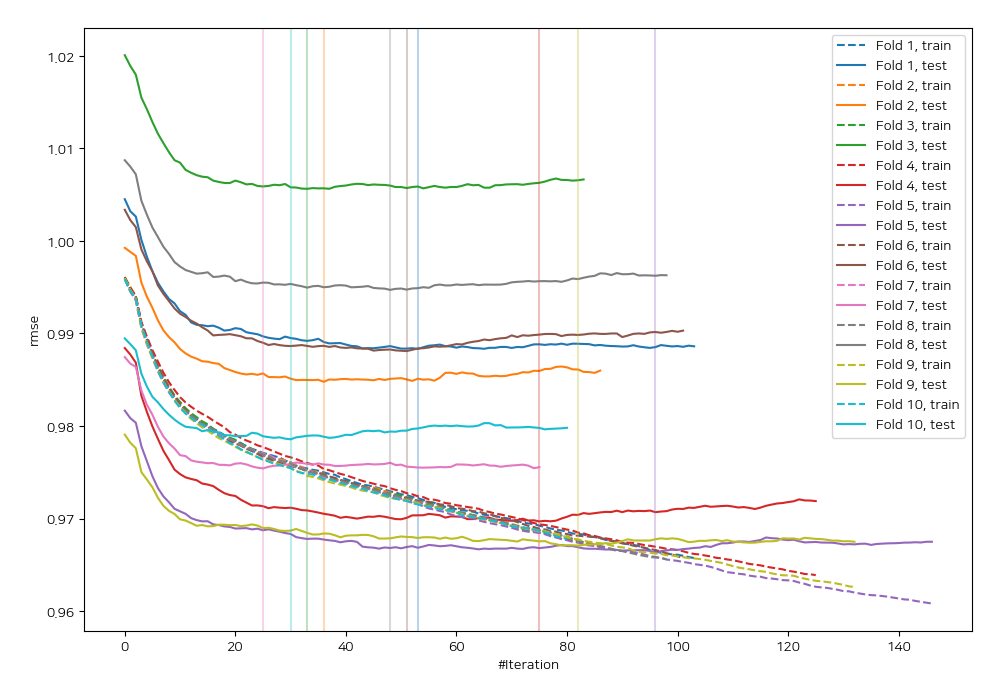 1,02
1,01
1,00
0,99
0,98
0,97
0,96
rmse
0
20
40
60
80
100
120
140
#Iteration
Fold 1, train
Fold 1, test
Fold 2, train
Fold 2, test
Fold 3, train
Fold 3, test
Fold 4, train
Fold 4, test
Fold 5, train
Fold 5, test
Fold 6, train
Fold 6, test
Fold 7, train
Fold 7, test
Fold 8, train
Fold 8, test
Fold 9, train
Fold 9, test
Fold 10, train
Fold 10, test